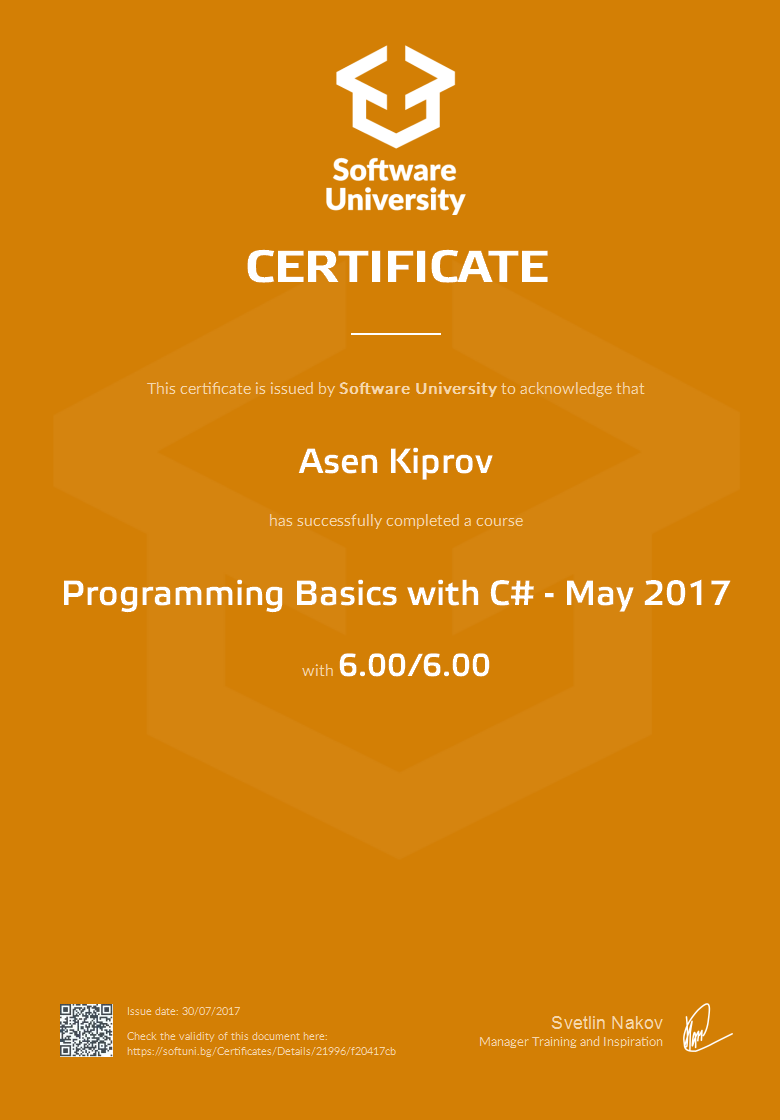 Software
University
CERTIFICATE
This certificate is issued by Software University to acknowledge that
Asen Kiprov
has successfully completed a course
Programming Basics with C# - May 2017
with 6.00/6.00
Issue date: 30/07/2017
Check the validity of this document here:
https://softuni.bg/Certificates/Details/21996/f20417cb
Svetlin Nakov
Manager Training and Inspiration